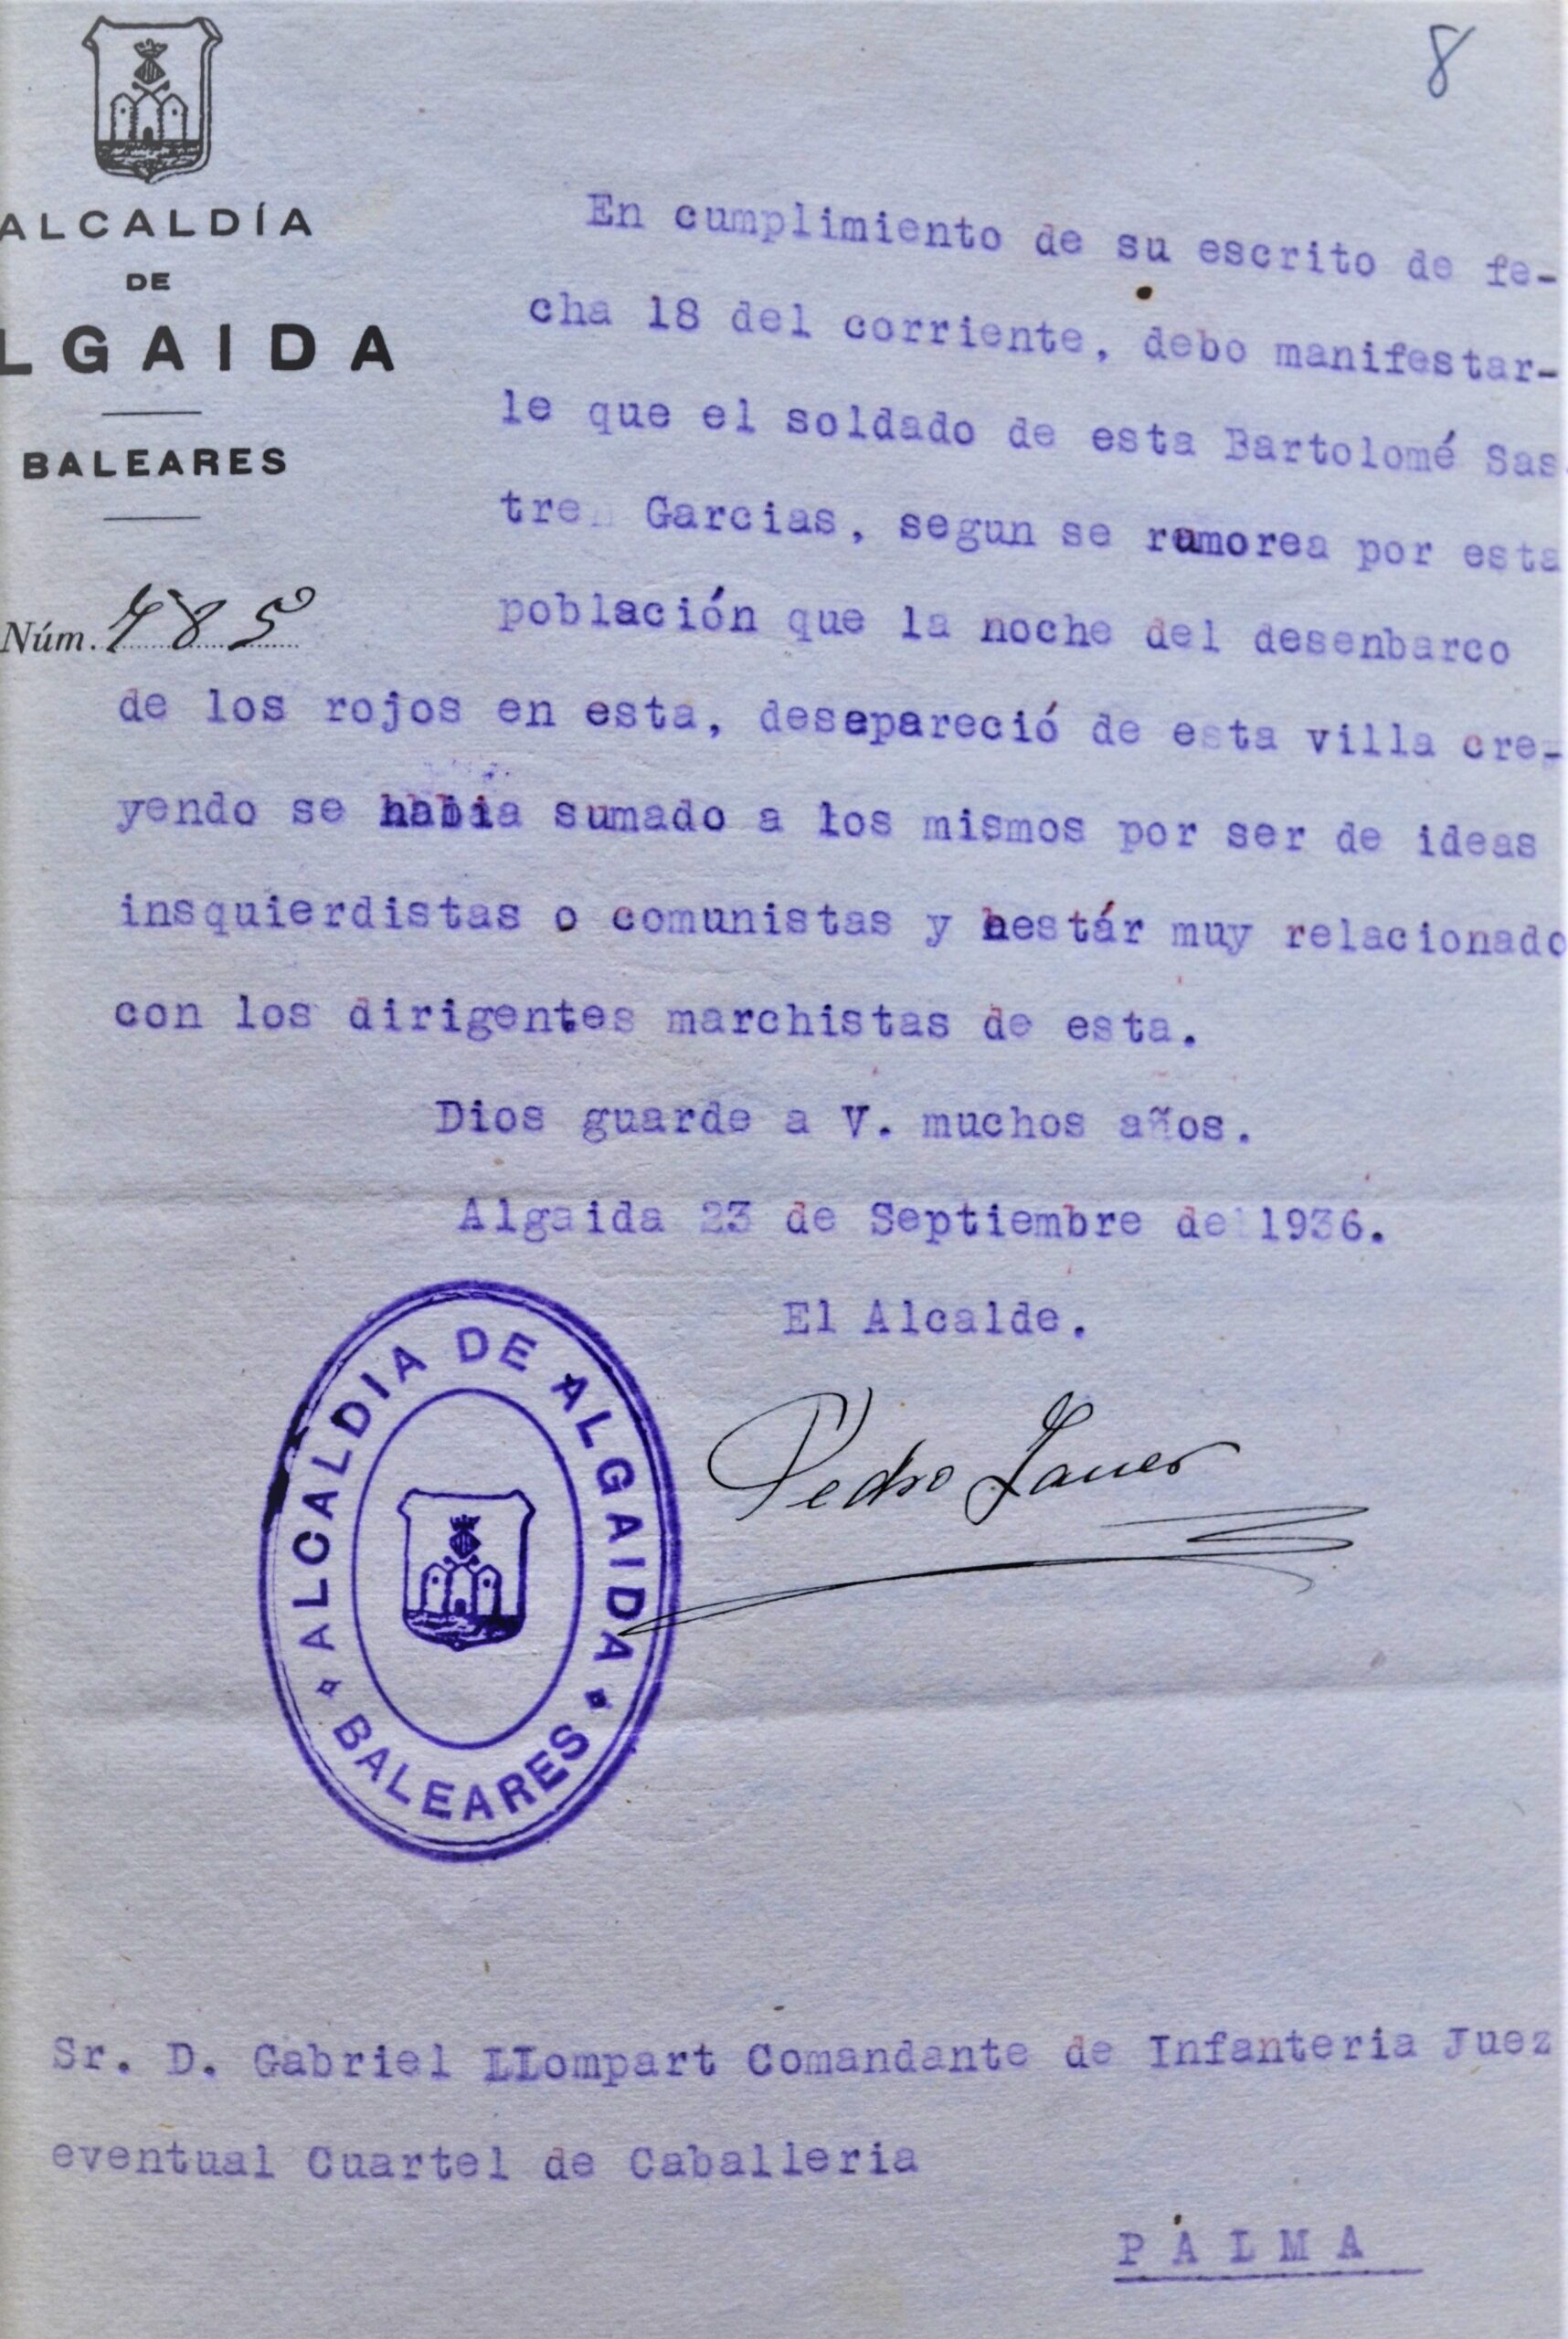 8
ALCALDÍA
DE
LGAIDA
BALEARES
Núm. 485
En cumplimiento de su escrito de fe-
cha 18 del corriente, debo manifestar-
le que el soldado de esta Bartolomé Sas
tre Garcias, segun se rumorea por esta
población que la noche del desenbarco
de los rojos en esta, desepareció de esta villa cre-
yendo se habia sumado a los mismos por ser de ideas
insquierdistas o comunistas y estár muy relacionado
con los dirigentes marchistas de esta.
Dios guarde a V. muchos años.
Algaida 23 de Septiembre de 1936.
El Alcalde.
ALCALDIA DE ALGAIDA
BALEARES
Pedro
Sr. D. Gabriel LLompart Comandante de Infanteria Juez
eventual Cuartel de Caballeria
PALMA